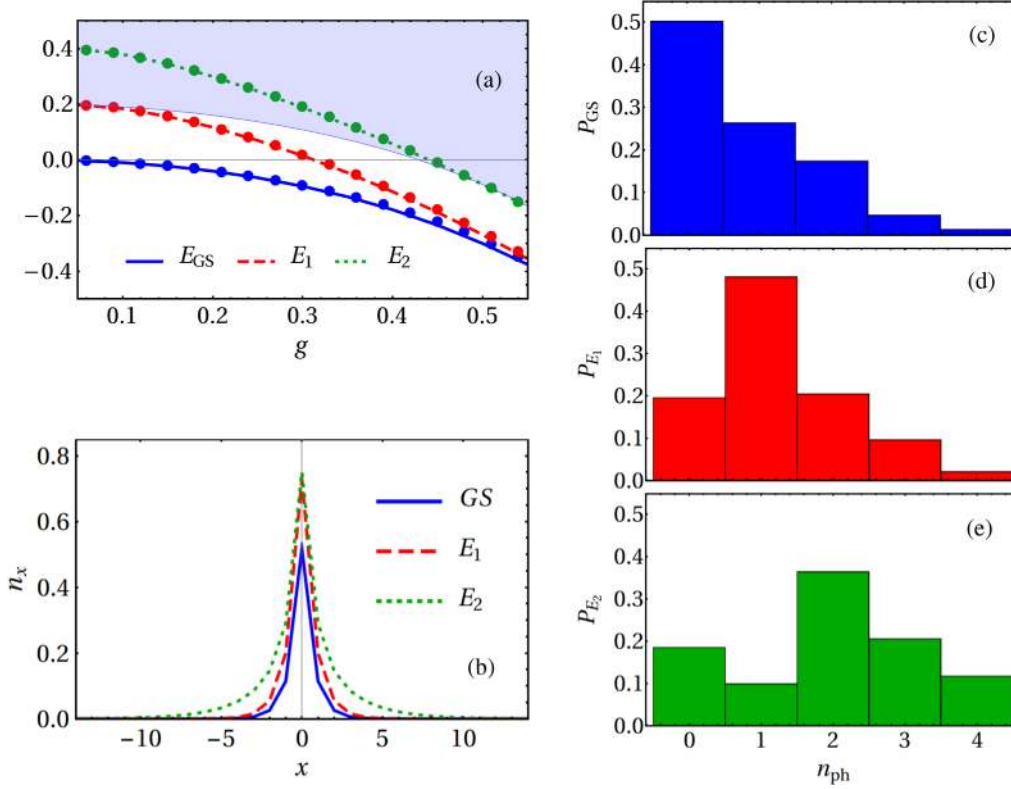 0.4
0.2
0.0
−0.2
−0.4
(a)
E_GS E_1 E_2
0.1 0.2 0.3 0.4 0.5
g
0.8
0.6
0.4
0.2
0.0
n_x
GS
E_1
E_2
(b)
−10 −5 0 5 10
x
0.5
0.4
0.3
0.2
0.1
0.0
P_GS
(c)
0.5
0.4
0.3
0.2
0.1
0.0
P_E_1
(d)
0.5
0.4
0.3
0.2
0.1
0.0
P_E_2
(e)
0 1 2 3 4
n_ph